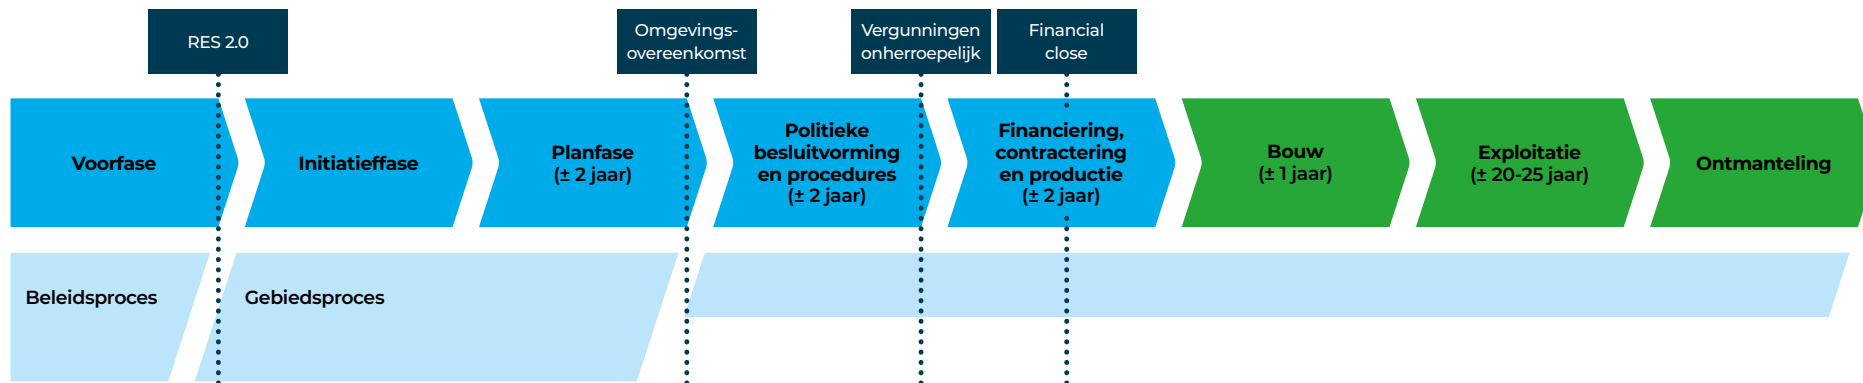 RES 2.0
Omgevings-
overeenkomst
Vergunningen
onherroepelijk
Financial
close
Voorfase
Initiatieffase
Planfase
(± 2 jaar)
Politieke
besluitvorming
en procedures
(± 2 jaar)
Financiering,
contractering
en productie
(± 2 jaar)
Bouw
(± 1 jaar)
Exploitatie
(± 20-25 jaar)
Ontmanteling
Beleidsproces
Gebiedsproces